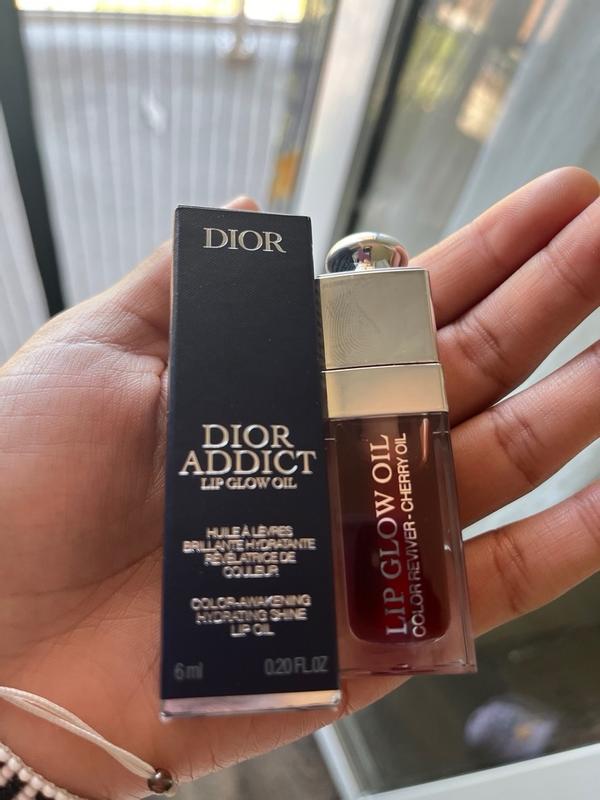 DIOR
DIOR
ADDICT
LIP GLOW OIL
HUILE À LÈVRES
BRILLANTE HYDRATANTE
RÉVÉLATRICE DE
COULEUR
COLOR-AWAKENING
HYDRATING SHINE
LIP OIL
6 ml 0.20 FL.OZ
LIP GLOW OIL
COLOR REVIVER - CHERRY OIL